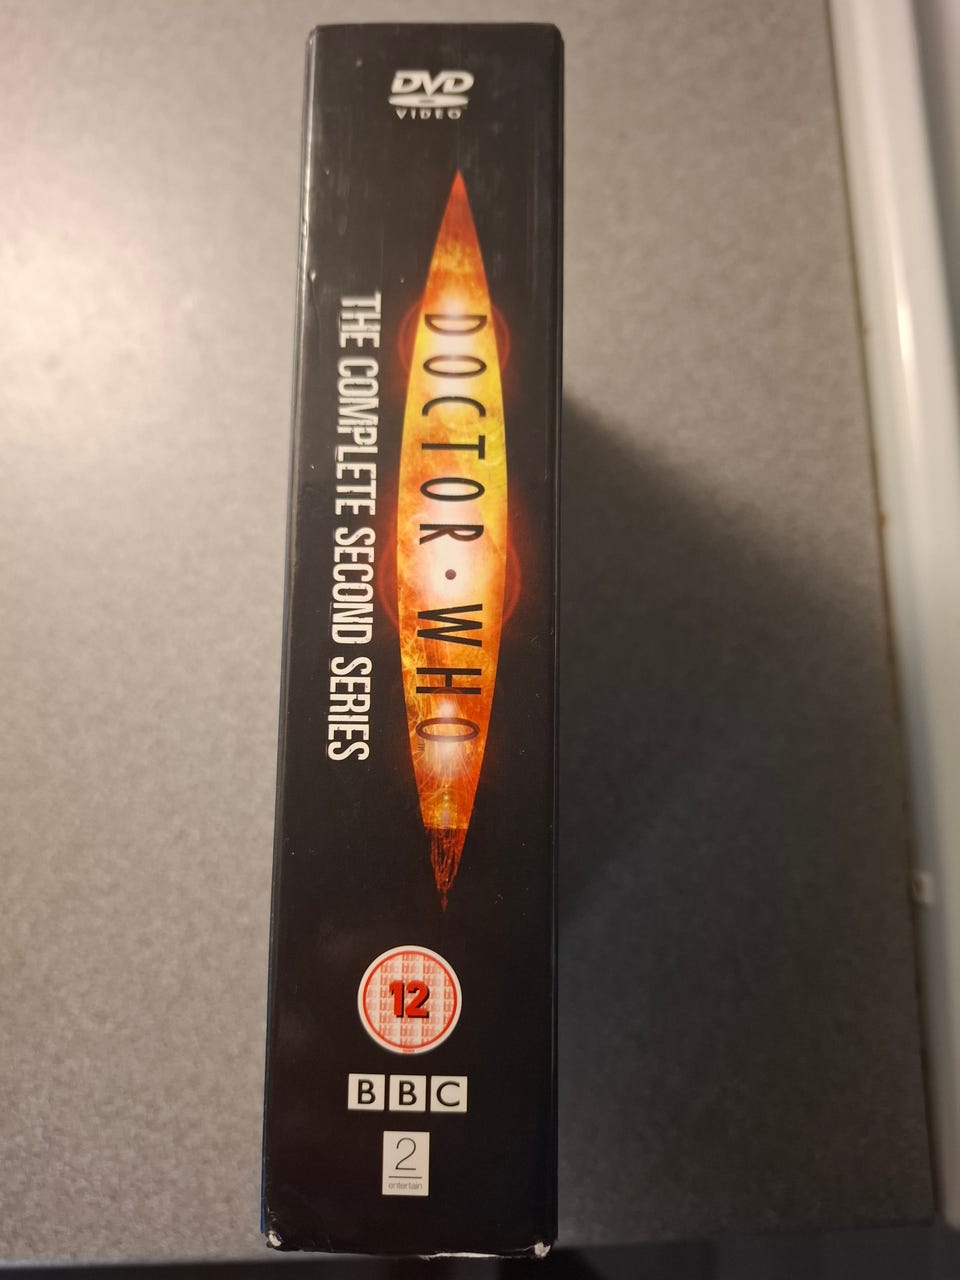 DVD
VIDEO
DOCTOR • WHO
THE COMPLETE SECOND SERIES
12
BBC
2
entertain